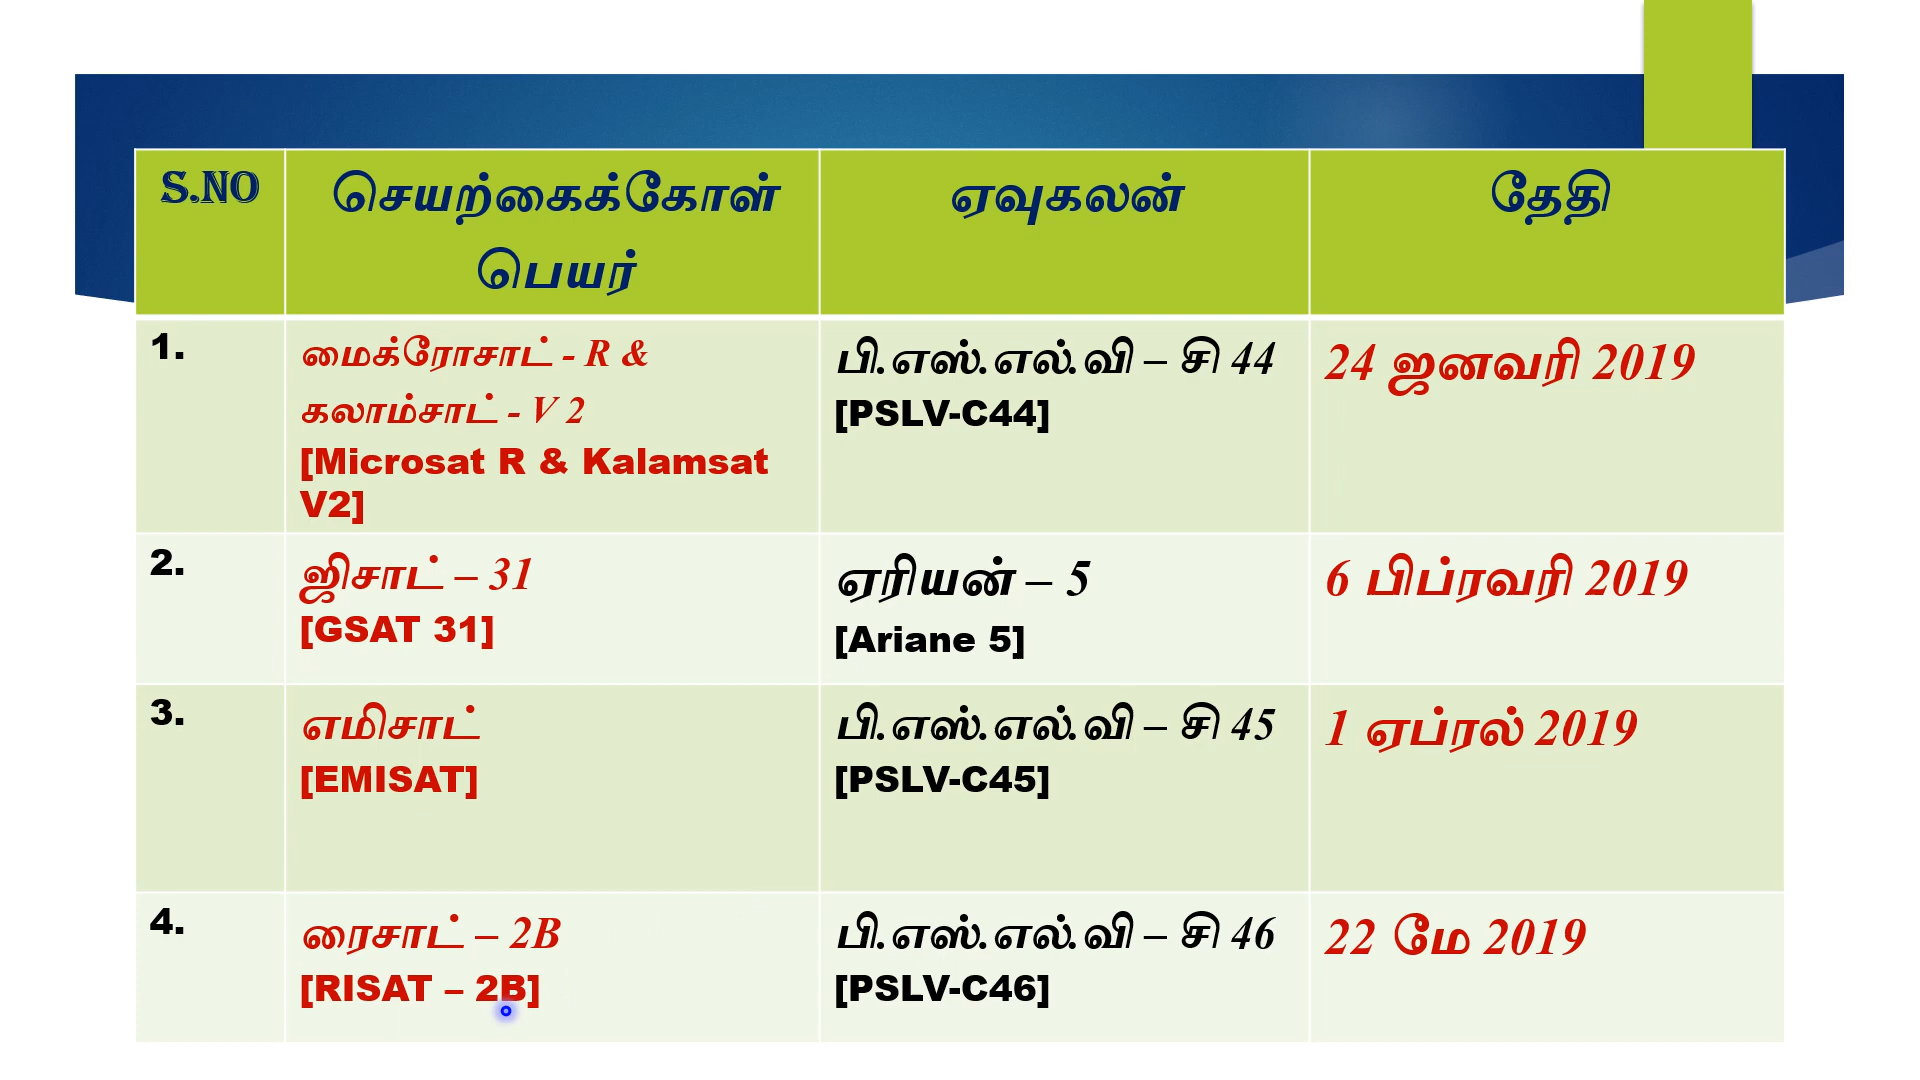 S.NO
செயற்கைக்கோள்
பெயர்
ஏவுகலன்
தேதி
1.
மைக்ரோசாட் - R &
கலாம்சாட் - V 2
[Microsat R & Kalamsat
V2]
பி.எஸ்.எல்.வி – சி 44
[PSLV-C44]
24 ஜனவரி 2019
2.
ஜிசாட் – 31
[GSAT 31]
ஏரியன் – 5
[Ariane 5]
6 பிப்ரவரி 2019
3.
எமிசாட்
[EMISAT]
பி.எஸ்.எல்.வி – சி 45
[PSLV-C45]
1 ஏப்ரல் 2019
4.
ரைசாட் – 2B
[RISAT – 2B]
பி.எஸ்.எல்.வி – சி 46
[PSLV-C46]
22 மே 2019